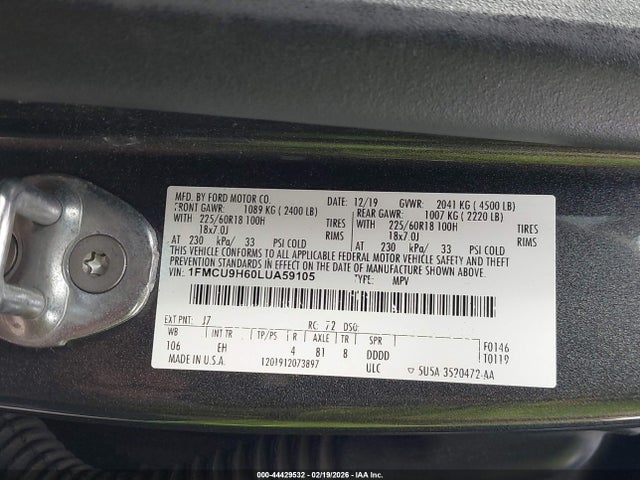 MFD. BY FORD MOTOR CO. 12/19 GVWR: 2041 KG ( 4500 LB)
FRONT GAWR: 1089 KG ( 2400 LB) REAR GAWR: 1007 KG ( 2220 LB)
WITH 225/60R18 100H TIRES WITH 225/60R18 100H TIRES
18x7.0J RIMS 18x7.0J RIMS
AT 230 kPa/ 33 PSI COLD AT 230 kPa/ 33 PSI COLD
THIS VEHICLE CONFORMS TO ALL APPLICABLE FEDERAL MOTOR VEHICLE SAFETY AND THEFT
PREVENTION STANDARDS IN EFFECT ON THE DATE OF MANUFACTURE SHOWN ABOVE.
VIN: 1FMCU9H60LUA59105 TYPE: MPV
EXT PNT: J7 RC: 72 DSO: F0146
WB INT TR TP/PS R AXLE TR SPR T0119
106 EH 4 81 8 DDDD
MADE IN U.S.A. 1201912073897 ULC ▽ SU5A 3520472-AA
000-44429532 - 02/19/2026 - IAA Inc.